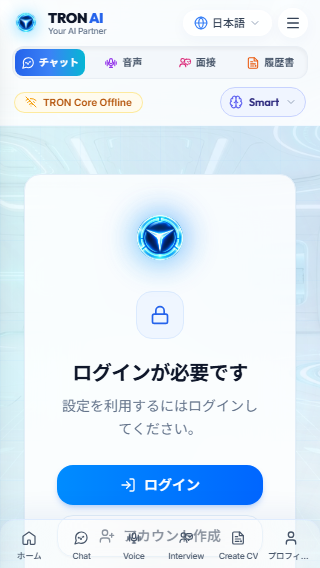 TRON AI
Your AI Partner
日本語
チャット
音声
面接
履歴書
TRON Core Offline
Smart
ログインが必要です
設定を利用するにはログインし
てください。
ログイン
アカウントを作成
ホーム
Chat
Voice
Interview
Create CV
プロフィ...